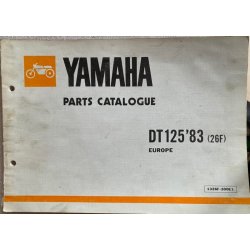 YAMAHA
PARTS CATALOGUE
DT125'83 (26F)
EUROPE